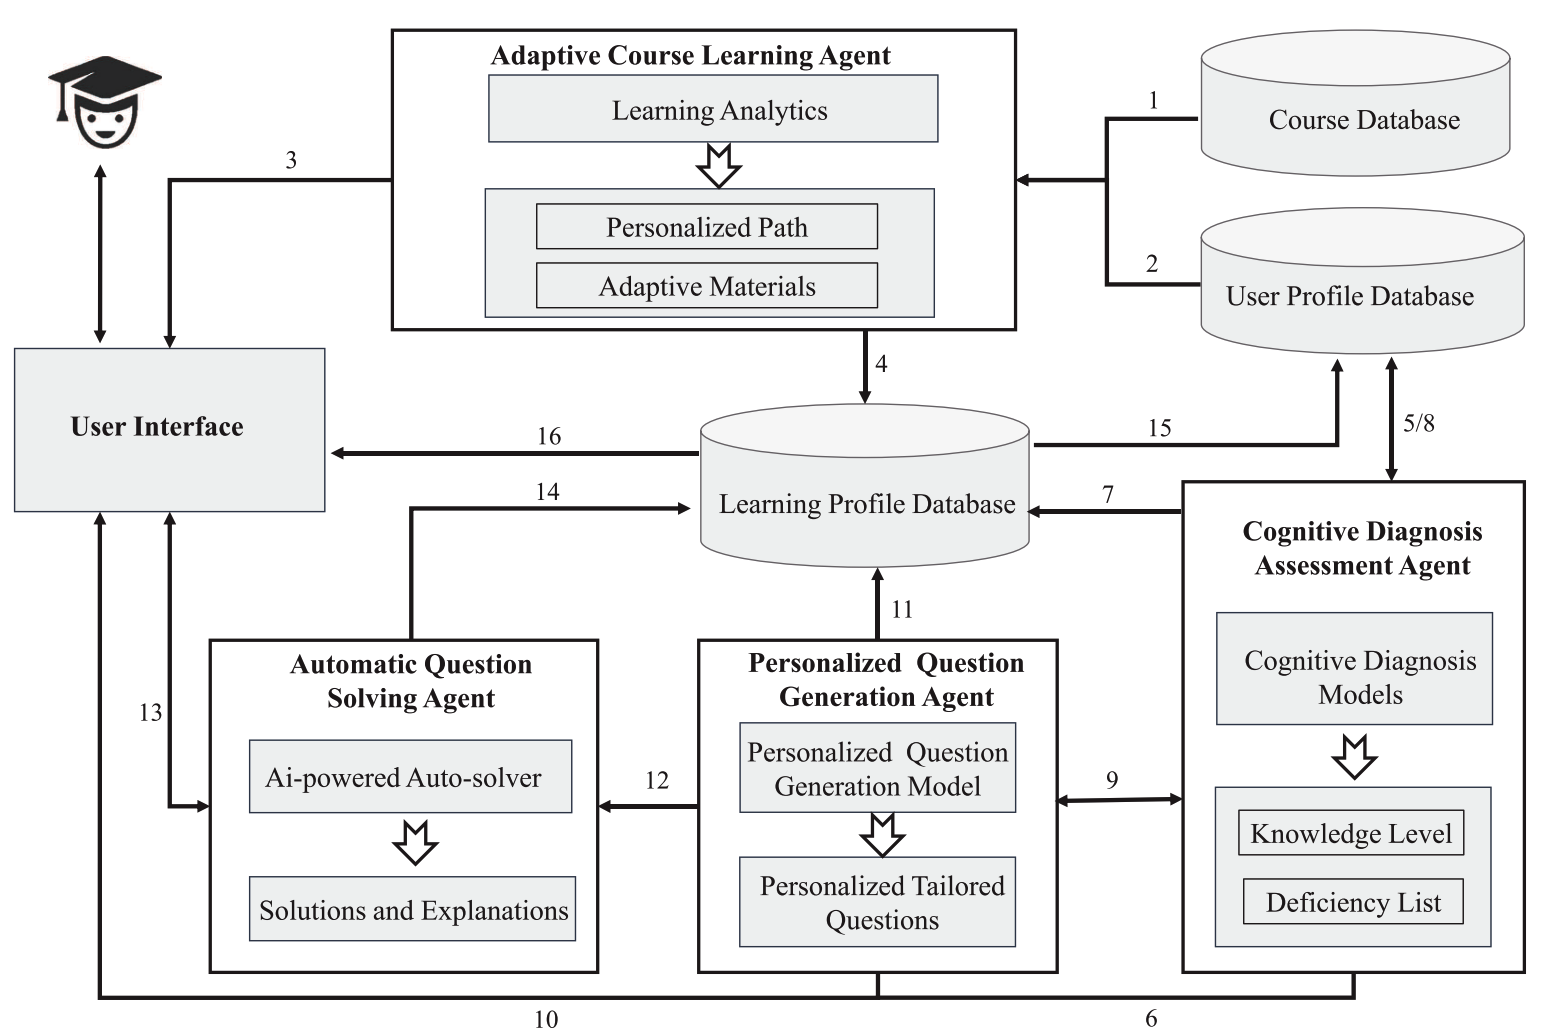 Adaptive Course Learning Agent
Learning Analytics
Personalized Path
Adaptive Materials
1
Course Database
2
User Profile Database
3
4
5/8
User Interface
16
15
14
7
Learning Profile Database
Cognitive Diagnosis
Assessment Agent
Cognitive Diagnosis
Models
Knowledge Level
Deficiency List
11
13
Automatic Question
Solving Agent
Ai-powered Auto-solver
Solutions and Explanations
12
Personalized Question
Generation Agent
Personalized Question
Generation Model
Personalized Tailored
Questions
9
10
6